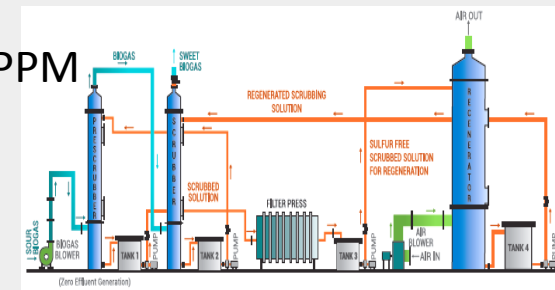 PPM
AIR OUT
BIOGAS
SWEET
BIOGAS
REGENERATED SCRUBBING
SOLUTION
PRESCRUBBER
SCRUBBER
REGENERATOR
SCRUBBED
SOLUTION
SULFUR FREE
SCRUBBED SOLUTION
FOR REGENERATION
FILTER PRESS
SOUR
BIOGAS
BIOGAS
BLOWER
TANK 1
PUMP
TANK 2
PUMP
TANK 3
PUMP
AIR
BLOWER
AIR IN
TANK 4
PUMP
(Zero Effluent Generation)